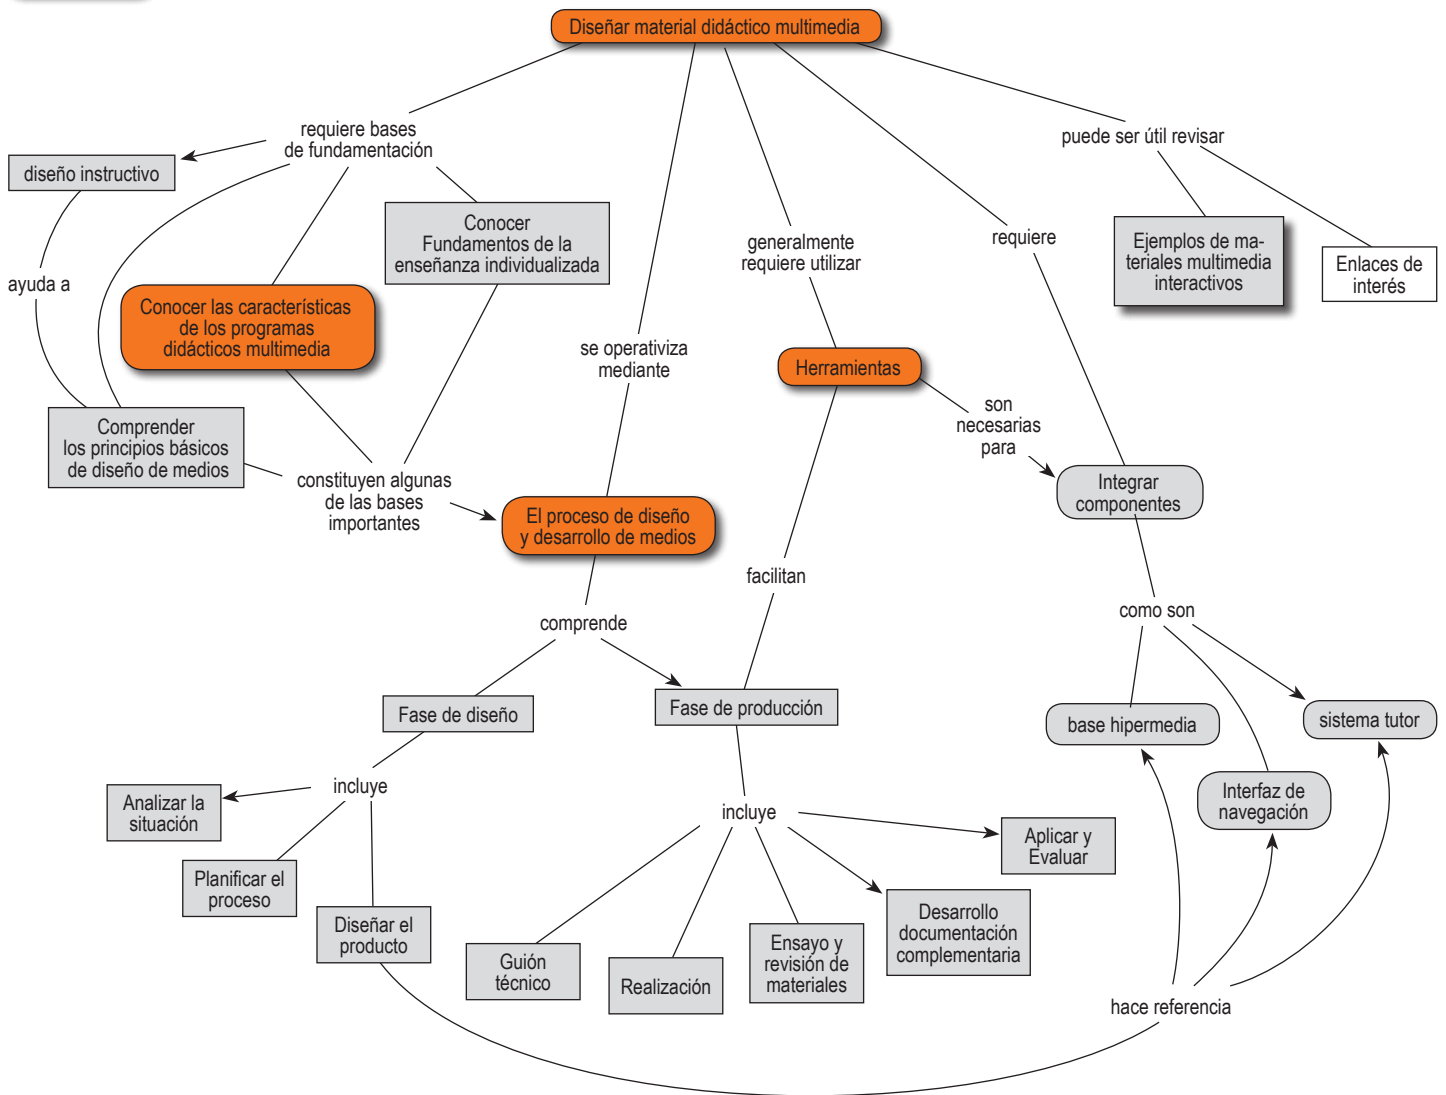 Diseñar material didáctico multimedia
requiere bases
de fundamentación
puede ser útil revisar
diseño instructivo
Conocer
Fundamentos de la
enseñanza individualizada
generalmente
requiere utilizar
requiere
Ejemplos de ma-
teriales multimedia
interactivos
Enlaces de
interés
ayuda a
Conocer las características
de los programas
didácticos multimedia
se operativiza
mediante
Herramientas
son
necesarias
para
Comprender
los principios básicos
de diseño de medios
constituyen algunas
de las bases
importantes
Integrar
componentes
El proceso de diseño
y desarrollo de medios
facilitan
comprende
como son
Fase de diseño
Fase de producción
base hipermedia
sistema tutor
incluye
Analizar la
situación
Interfaz de
navegación
incluye
Aplicar y
Evaluar
Planificar el
proceso
Diseñar el
producto
Desarrollo
documentación
complementaria
Guión
técnico
Realización
Ensayo y
revisión de
materiales
hace referencia